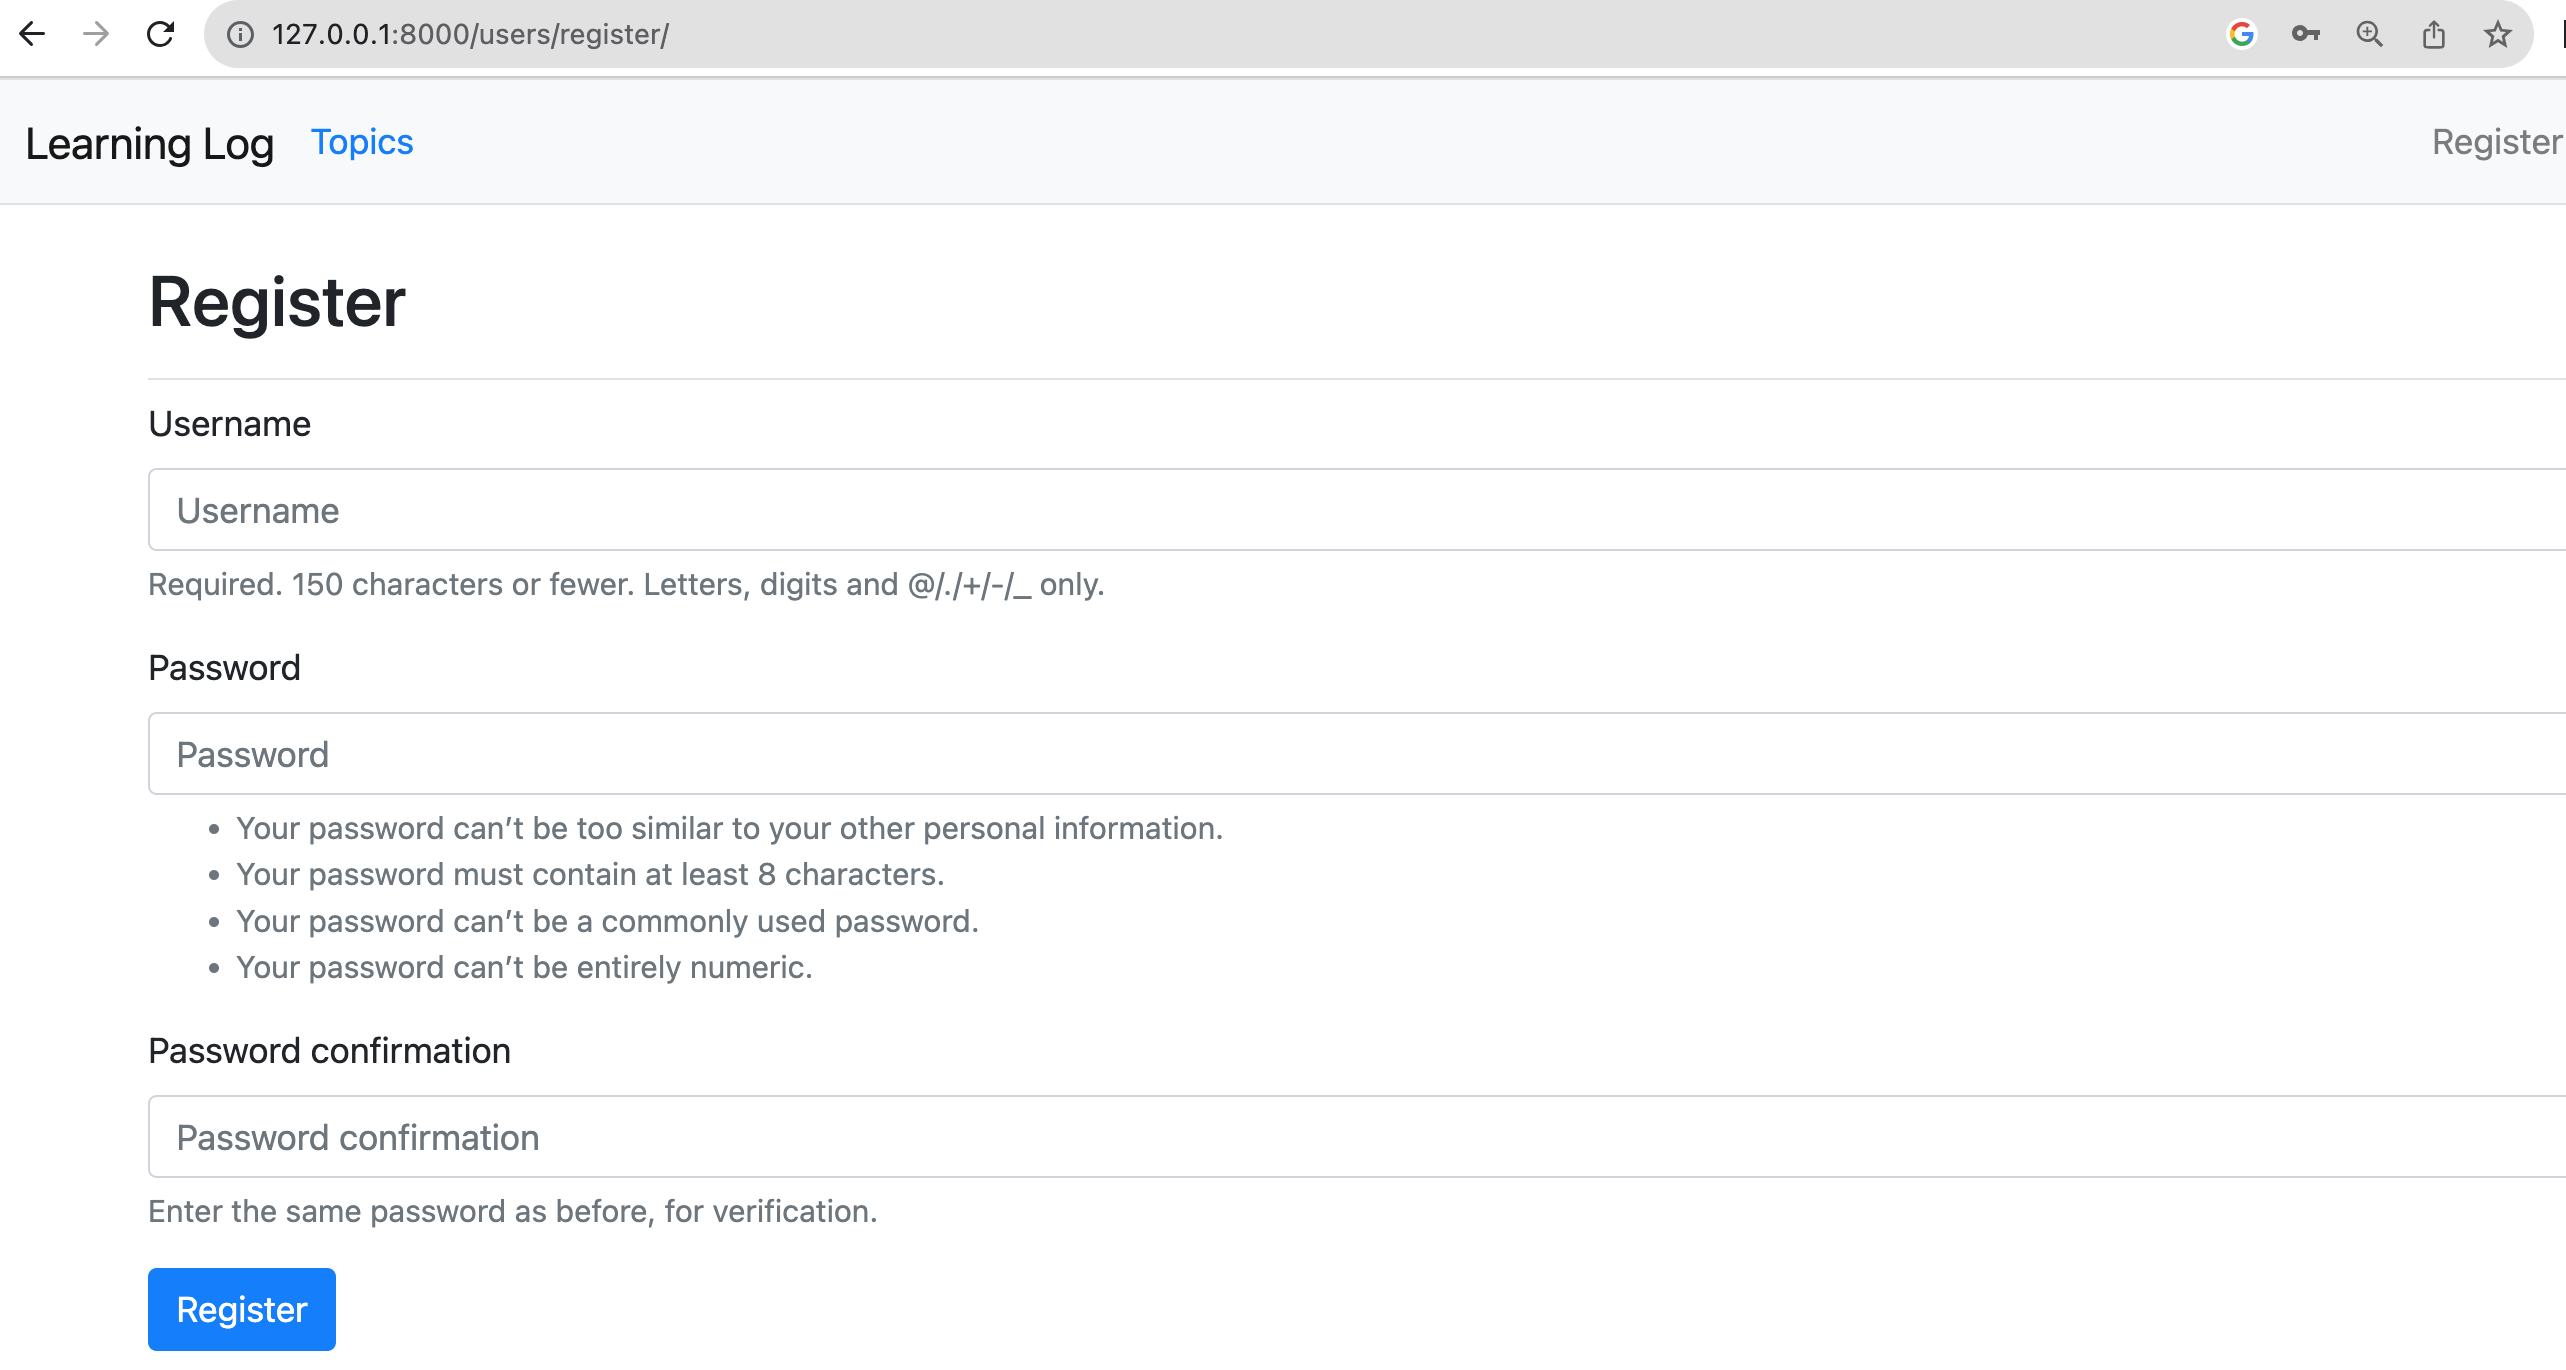 127.0.0.1:8000/users/register/
Learning Log Topics Register
Register
Username
Username
Required. 150 characters or fewer. Letters, digits and @/./+/-/_ only.
Password
Password
• Your password can’t be too similar to your other personal information.
• Your password must contain at least 8 characters.
• Your password can’t be a commonly used password.
• Your password can’t be entirely numeric.
Password confirmation
Password confirmation
Enter the same password as before, for verification.
Register